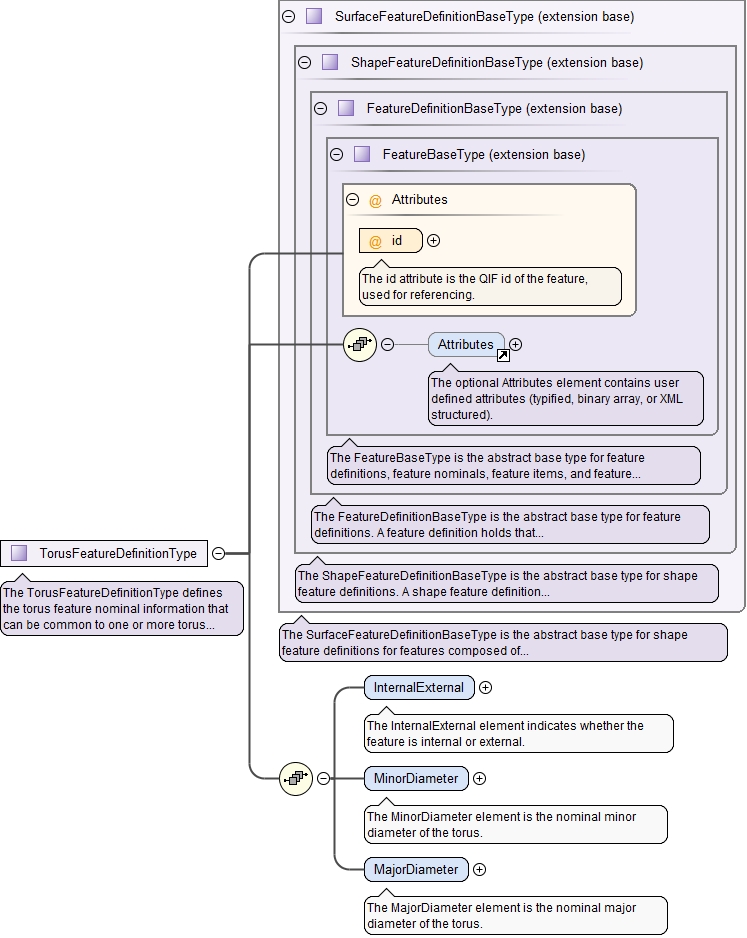 SurfaceFeatureDefinitionBaseType (extension base)
ShapeFeatureDefinitionBaseType (extension base)
FeatureDefinitionBaseType (extension base)
FeatureBaseType (extension base)
@ Attributes
@ id
The id attribute is the QIF id of the feature,
used for referencing.
Attributes
The optional Attributes element contains user
defined attributes (typified, binary array, or XML
structured).
The FeatureBaseType is the abstract base type for feature
definitions, feature nominals, feature items, and feature...
The FeatureDefinitionBaseType is the abstract base type for feature
definitions. A feature definition holds that...
The ShapeFeatureDefinitionBaseType is the abstract base type for shape
feature definitions. A shape feature definition...
The SurfaceFeatureDefinitionBaseType is the abstract base type for shape
feature definitions for features composed of...
TorusFeatureDefinitionType
The TorusFeatureDefinitionType defines
the torus feature nominal information that
can be common to one or more torus...
InternalExternal
The InternalExternal element indicates whether the
feature is internal or external.
MinorDiameter
The MinorDiameter element is the nominal minor
diameter of the torus.
MajorDiameter
The MajorDiameter element is the nominal major
diameter of the torus.